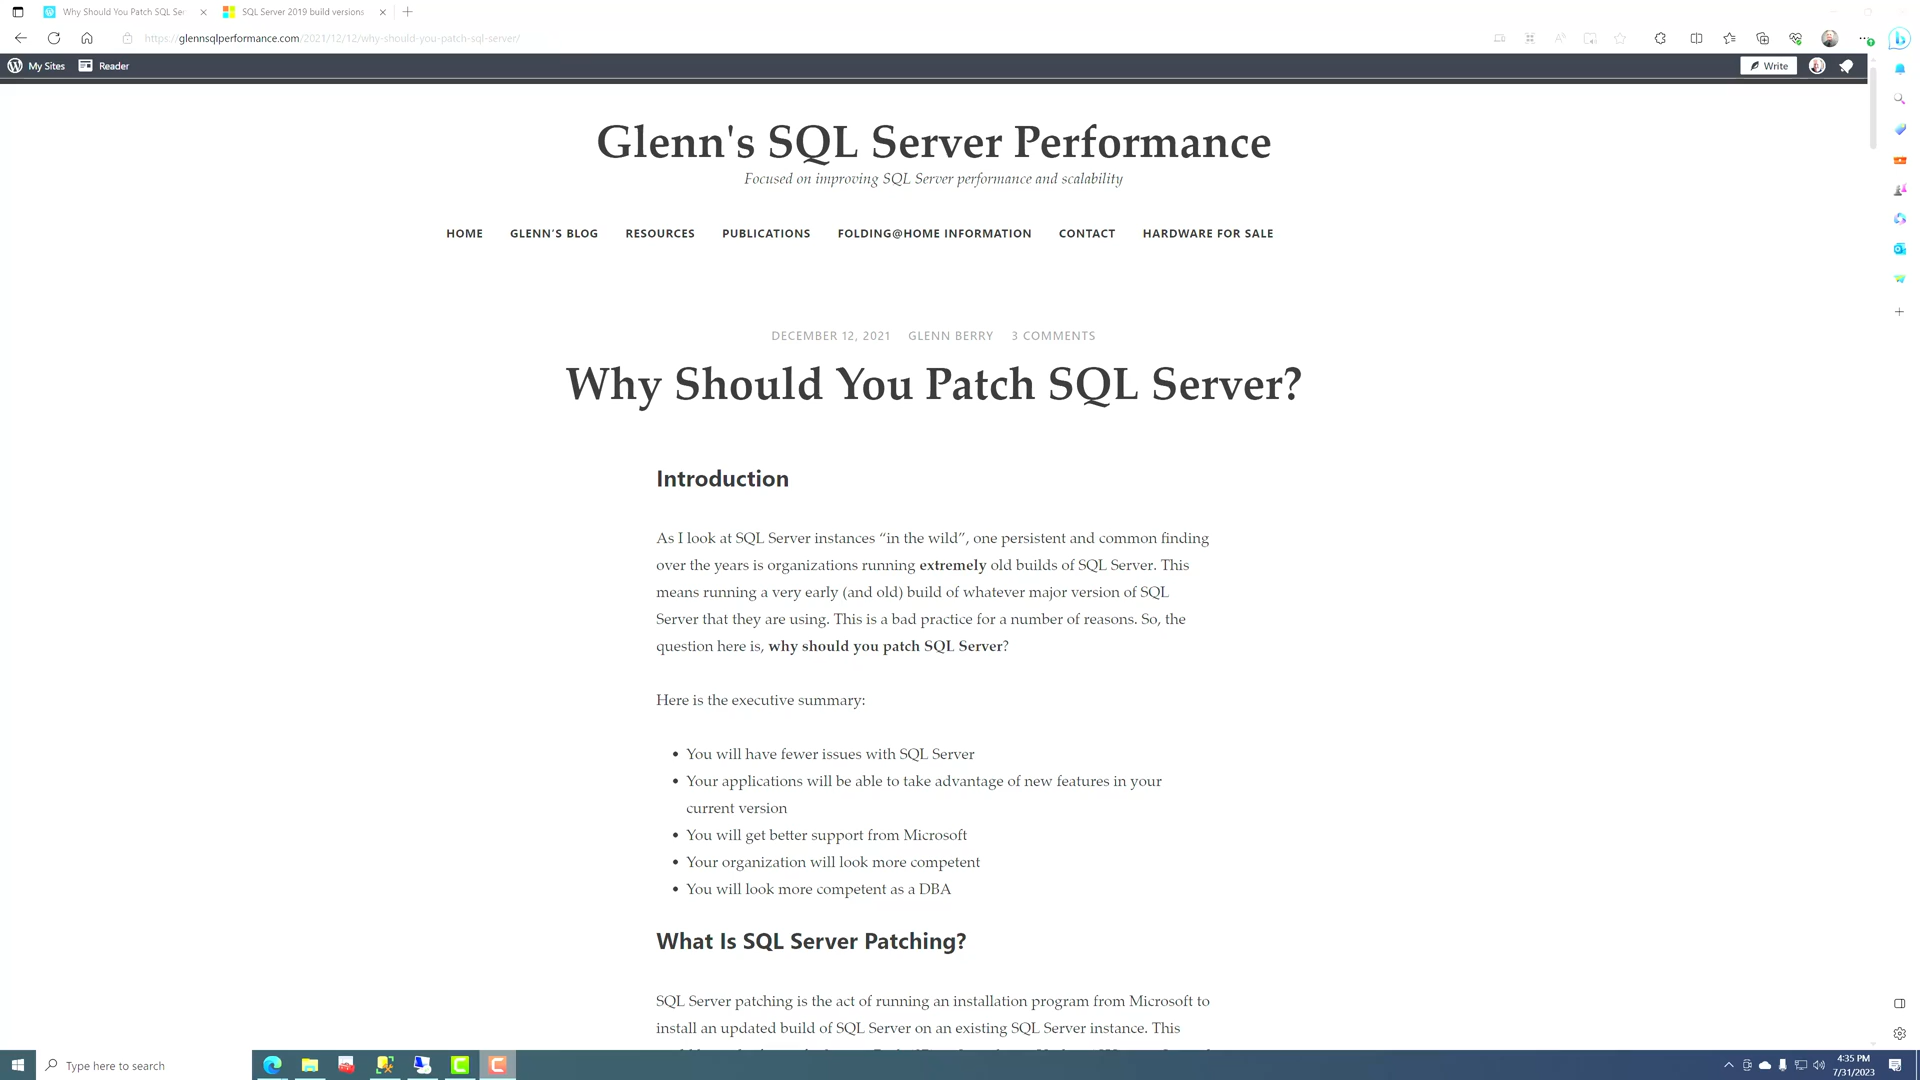 Why Should You Patch SQL Ser
SQL Server 2019 build versions
https://glennsqlperformance.com/2021/12/12/why-should-you-patch-sql-server/
My Sites
Reader
Write
Glenn's SQL Server Performance
Focused on improving SQL Server performance and scalability
HOME GLENN'S BLOG RESOURCES PUBLICATIONS FOLDING@HOME INFORMATION CONTACT HARDWARE FOR SALE
DECEMBER 12, 2021 GLENN BERRY 3 COMMENTS
Why Should You Patch SQL Server?
Introduction
As I look at SQL Server instances “in the wild”, one persistent and common finding
over the years is organizations running extremely old builds of SQL Server. This
means running a very early (and old) build of whatever major version of SQL
Server that they are using. This is a bad practice for a number of reasons. So, the
question here is, why should you patch SQL Server?
Here is the executive summary:
• You will have fewer issues with SQL Server
• Your applications will be able to take advantage of new features in your
current version
• You will get better support from Microsoft
• Your organization will look more competent
• You will look more competent as a DBA
What Is SQL Server Patching?
SQL Server patching is the act of running an installation program from Microsoft to
install an updated build of SQL Server on an existing SQL Server instance. This
Type here to search
4:35 PM
7/31/2023